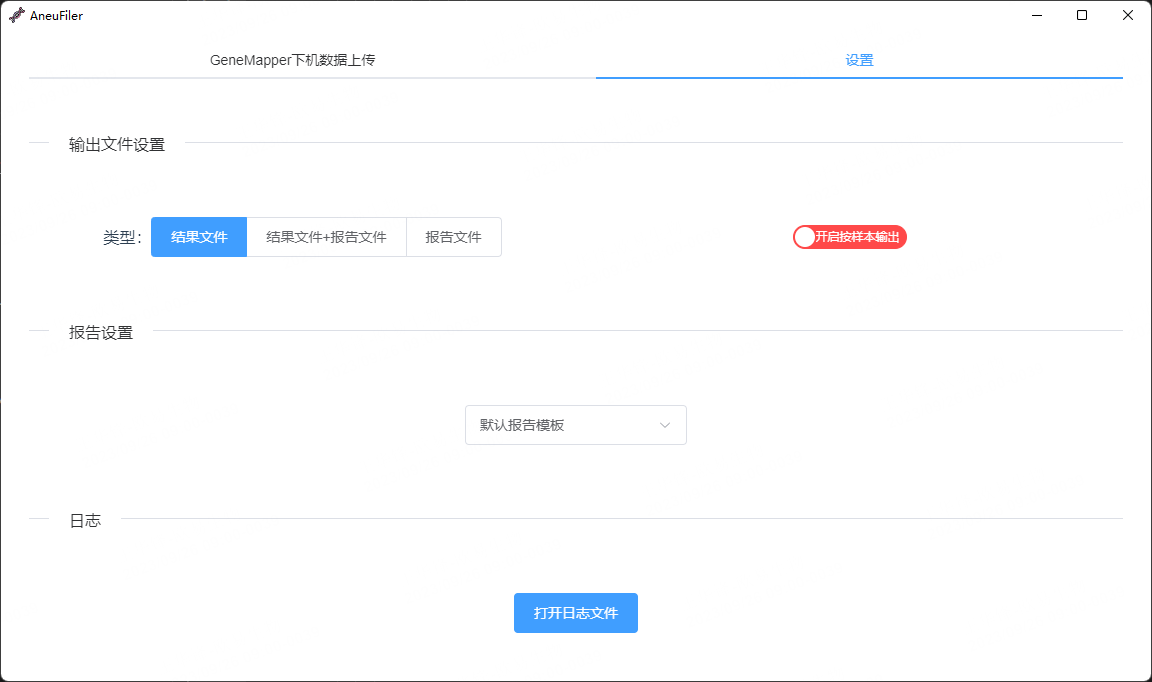 AneuFiler
GeneMapper下机数据上传
设置
输出文件设置
类型：
结果文件
结果文件+报告文件
报告文件
开启按样本输出
报告设置
默认报告模板
日志
打开日志文件